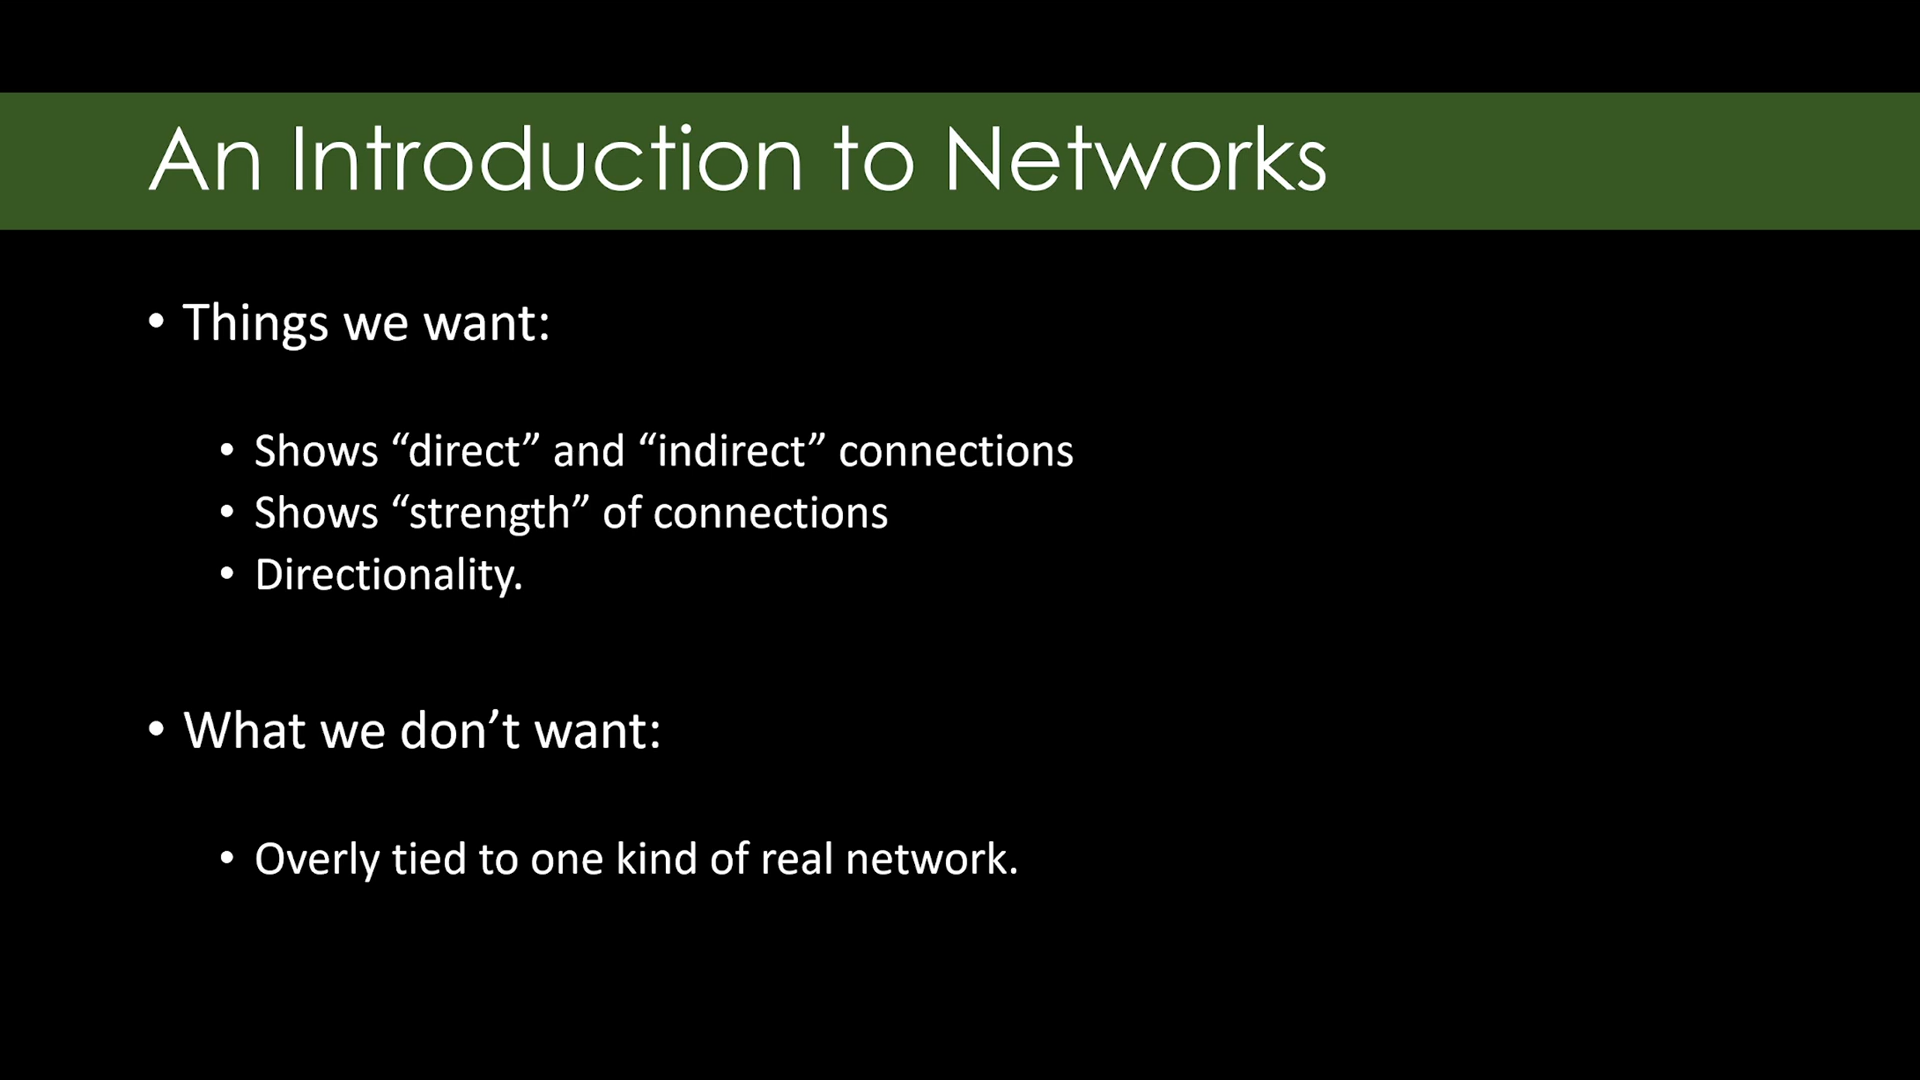 An Introduction to Networks
• Things we want:
• Shows “direct” and “indirect” connections
• Shows “strength” of connections
• Directionality.
• What we don’t want:
• Overly tied to one kind of real network.